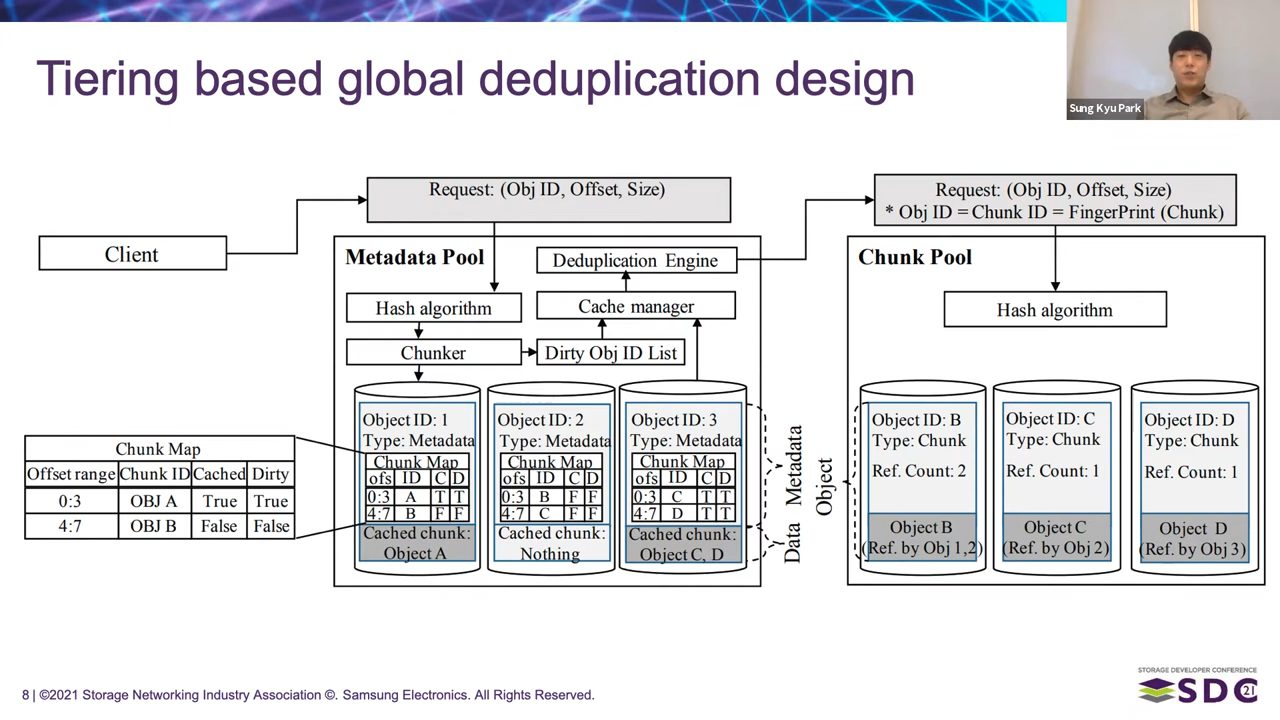 Tiering based global deduplication design
Sung Kyu Park
Client
Request: (Obj ID, Offset, Size)
Metadata Pool
Deduplication Engine
Hash algorithm
Cache manager
Chunker
Dirty Obj ID List
Chunk Map
Offset range Chunk ID Cached Dirty
0:3 OBJ A True True
4:7 OBJ B False False
Object ID: 1
Type: Metadata
Chunk Map
ofs ID C D
0:3 A T T
4:7 B F F
Cached chunk:
Object A
Object ID: 2
Type: Metadata
Chunk Map
ofs ID C D
0:3 B F F
4:7 C F F
Cached chunk:
Nothing
Object ID: 3
Type: Metadata
Chunk Map
ofs ID C D
0:3 C T T
4:7 D T T
Cached chunk:
Object C, D
Metadata
Data
Object
Request: (Obj ID, Offset, Size)
* Obj ID = Chunk ID = FingerPrint (Chunk)
Chunk Pool
Hash algorithm
Object ID: B
Type: Chunk
Ref. Count: 2
Object B
(Ref. by Obj 1,2)
Object ID: C
Type: Chunk
Ref. Count: 1
Object C
(Ref. by Obj 2)
Object ID: D
Type: Chunk
Ref. Count: 1
Object D
(Ref. by Obj 3)
8 | ©2021 Storage Networking Industry Association ©. Samsung Electronics. All Rights Reserved.
STORAGE DEVELOPER CONFERENCE
SDC 21